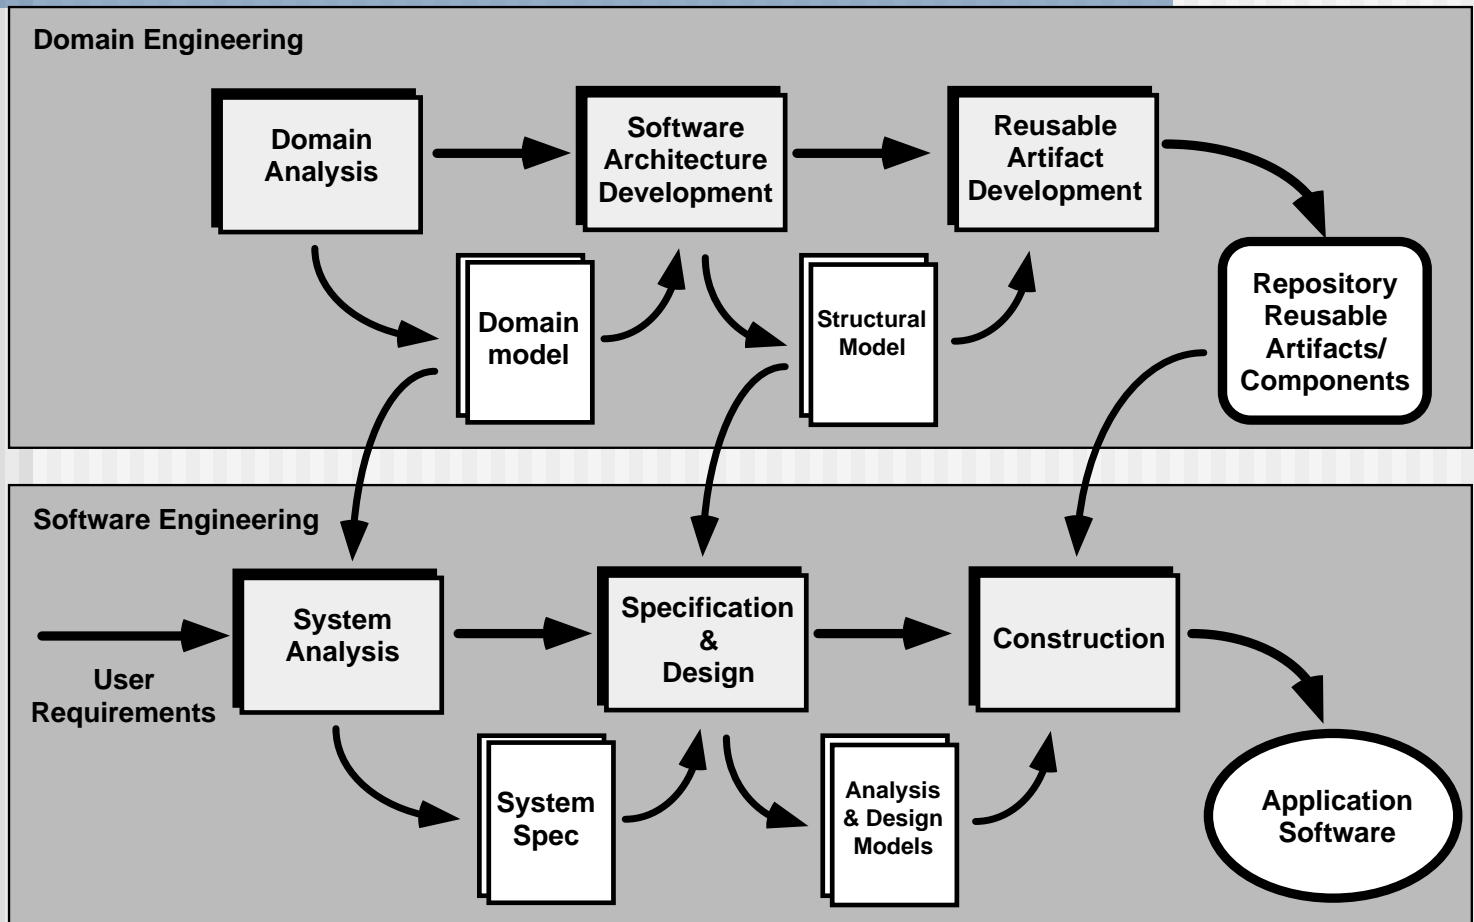 Domain Engineering
Domain
Analysis
Software
Architecture
Development
Reusable
Artifact
Development
Domain
model
Structural
Model
Repository
Reusable
Artifacts/
Components
Software Engineering
User
Requirements
System
Analysis
Specification
&
Design
Construction
System
Spec
Analysis
& Design
Models
Application
Software